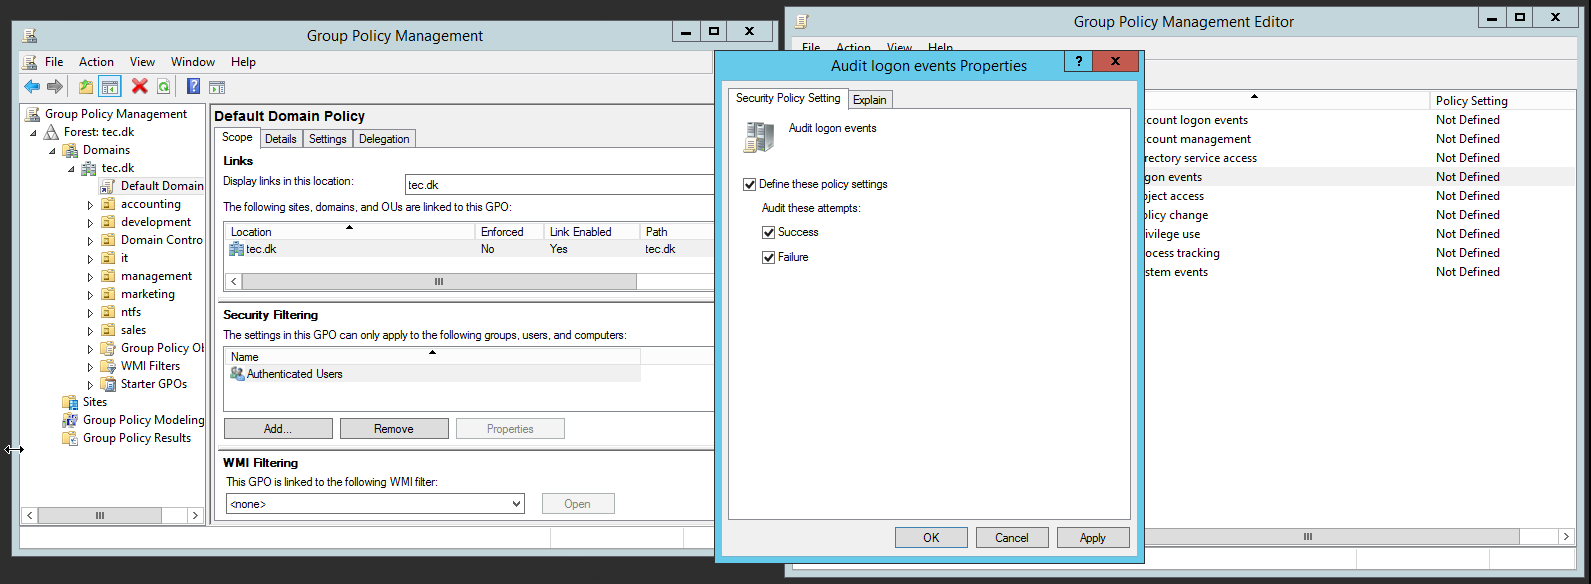 Group Policy Management
File Action View Window Help
Group Policy Management
Forest: tec.dk
Domains
tec.dk
Default Domain
accounting
development
Domain Contro
it
management
marketing
ntfs
sales
Group Policy Ob
WMI Filters
Starter GPOs
Sites
Group Policy Modeling
Group Policy Results
Default Domain Policy
Scope Details Settings Delegation
Links
Display links in this location: tec.dk
The following sites, domains, and OUs are linked to this GPO:
Location Enforced Link Enabled Path
tec.dk No Yes tec.dk
Security Filtering
The settings in this GPO can only apply to the following groups, users, and computers:
Name
Authenticated Users
Add... Remove Properties
WMI Filtering
This GPO is linked to the following WMI filter:
<none> Open
Audit logon events Properties
? X
Security Policy Setting Explain
Audit logon events
Define these policy settings
Audit these attempts:
Success
Failure
OK Cancel Apply
Group Policy Management Editor
File Action View Help
Policy Setting
count logon events Not Defined
count management Not Defined
rectory service access Not Defined
gon events Not Defined
ject access Not Defined
licy change Not Defined
ivilege use Not Defined
ocess tracking Not Defined
stem events Not Defined